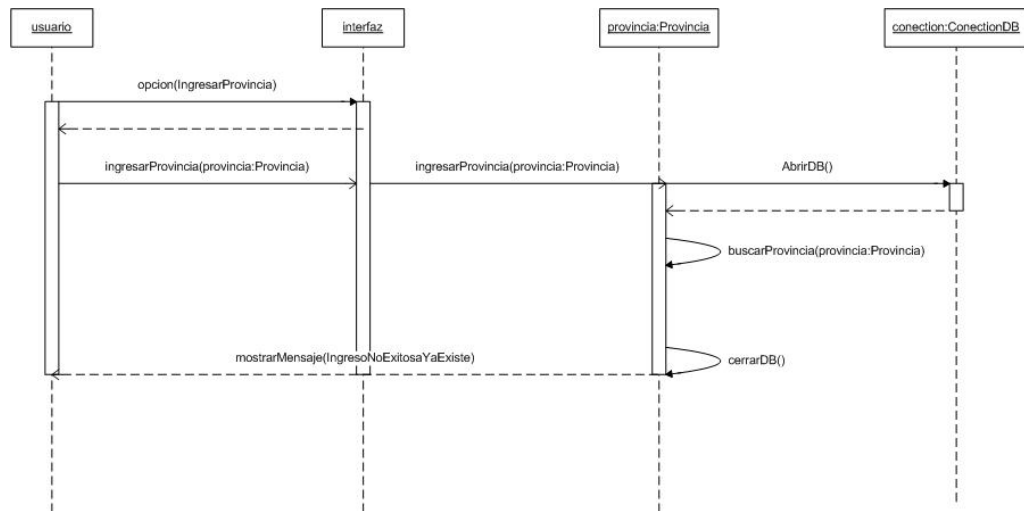 usuario
interfaz
provincia:Provincia
conection:ConectionDB
opcion(IngresarProvincia)
ingresarProvincia(provincia:Provincia)
ingresarProvincia(provincia:Provincia)
AbrirDB()
buscarProvincia(provincia:Provincia)
mostrarMensaje(IngresoNoExitosaYaExiste)
cerrarDB()